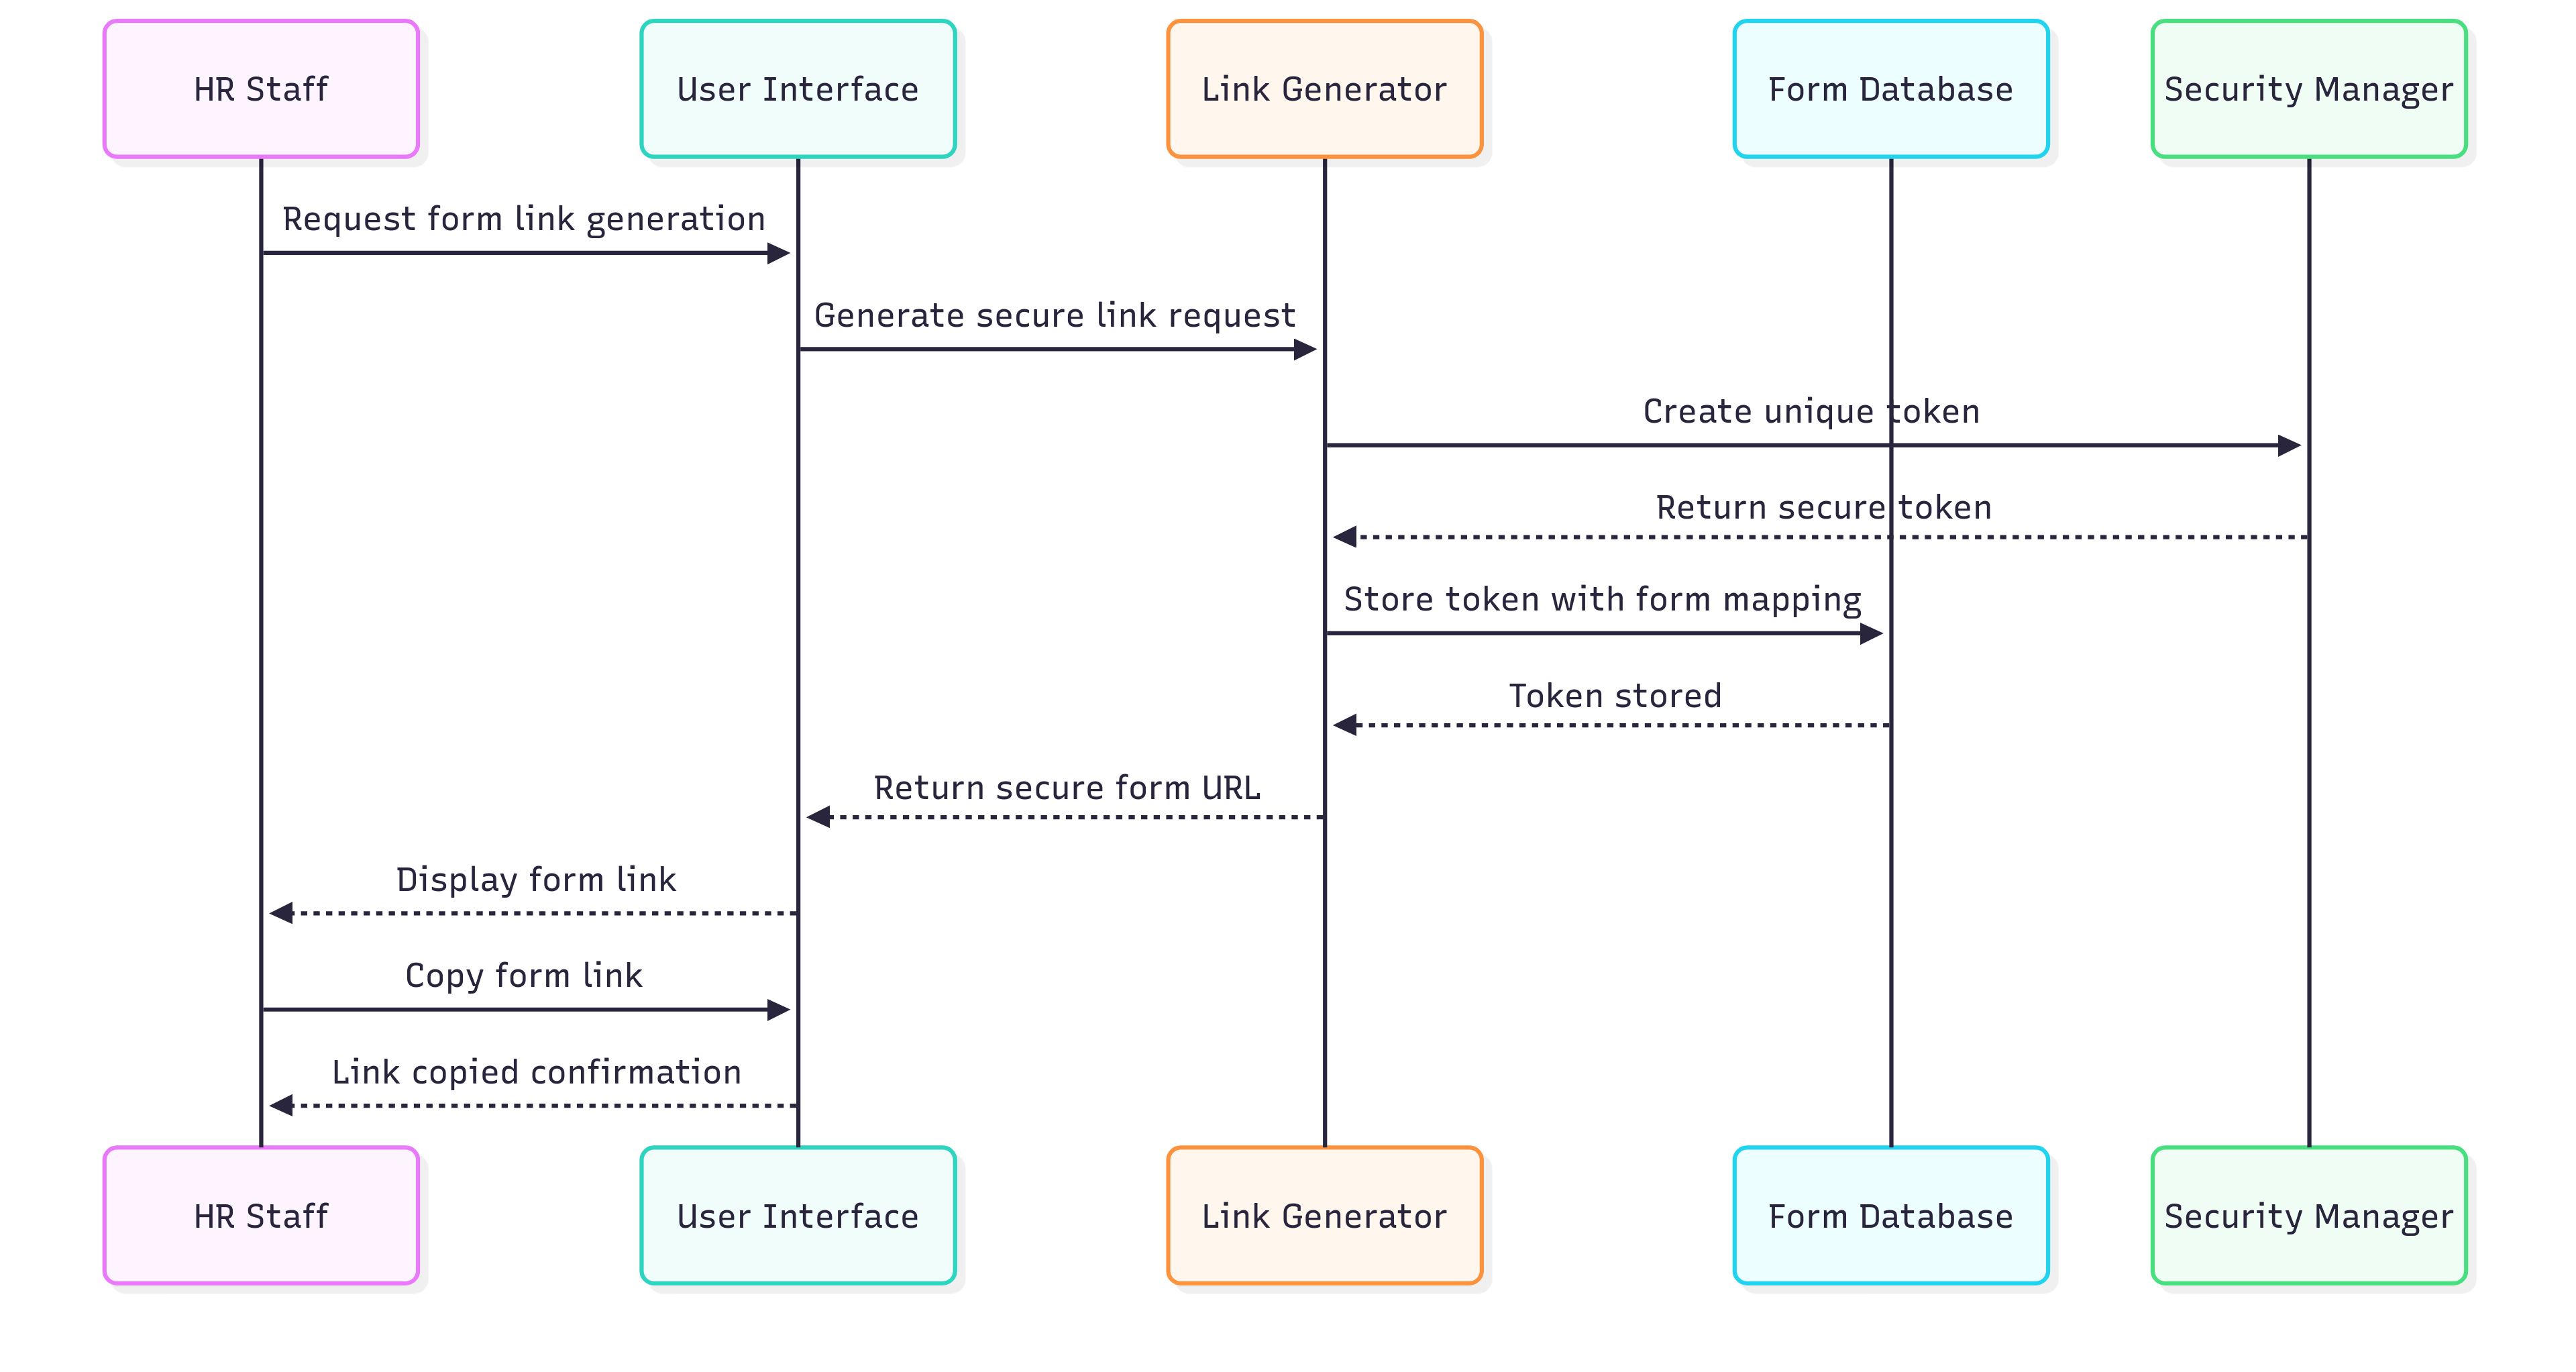 HR Staff
User Interface
Link Generator
Form Database
Security Manager
Request form link generation
Generate secure link request
Create unique token
Return secure token
Store token with form mapping
Token stored
Return secure form URL
Display form link
Copy form link
Link copied confirmation
HR Staff
User Interface
Link Generator
Form Database
Security Manager